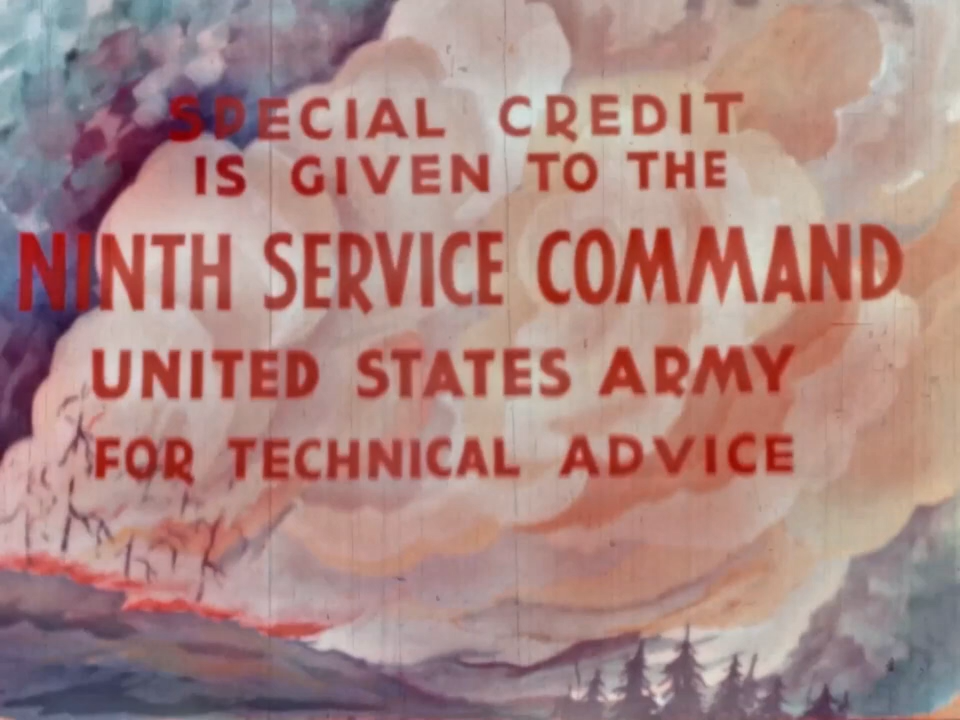 SPECIAL CREDIT
IS GIVEN TO THE
NINTH SERVICE COMMAND
UNITED STATES ARMY
FOR TECHNICAL ADVICE